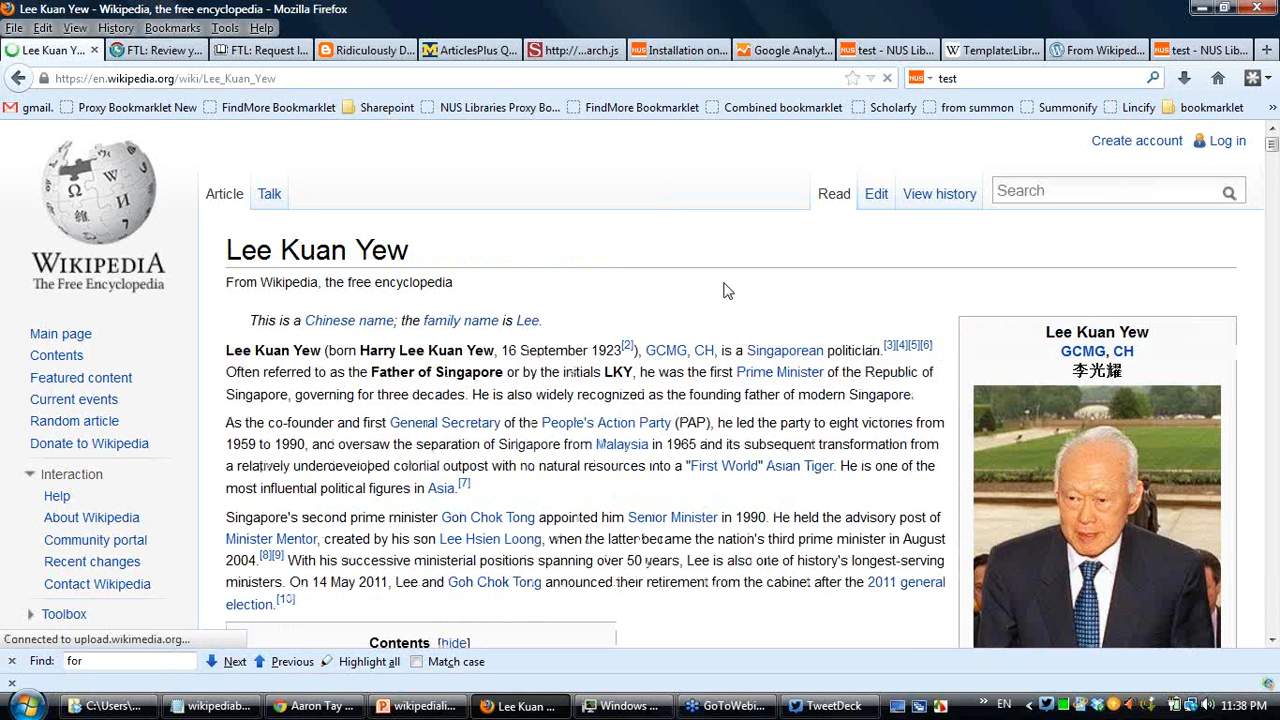 Lee Kuan Yew - Wikipedia, the free encyclopedia - Mozilla Firefox
File Edit View History Bookmarks Tools Help
Lee Kuan Y... × FTL: Review y... FTL: Request I... Ridiculously D... ArticlesPlus Q... http://...arch.js Installation on... Google Analyt... test - NUS Lib... Template:Libr... From Wikiped... test - NUS Lib...
https://en.wikipedia.org/wiki/Lee_Kuan_Yew NUS test
gmail. Proxy Bookmarklet New FindMore Bookmarklet Sharepoint NUS Libraries Proxy Bo... FindMore Bookmarklet Combined bookmarklet Scholarfy from summon Summonify Lincify bookmarklet »
Create account Log in
Article Talk Read Edit View history Search
WIKIPEDIA
The Free Encyclopedia
Main page
Contents
Featured content
Current events
Random article
Donate to Wikipedia
Interaction
Help
About Wikipedia
Community portal
Recent changes
Contact Wikipedia
Toolbox
Lee Kuan Yew
From Wikipedia, the free encyclopedia
This is a Chinese name; the family name is Lee.
Lee Kuan Yew (born Harry Lee Kuan Yew, 16 September 1923[2]), GCMG, CH, is a Singaporean politician.[3][4][5][6]
Often referred to as the Father of Singapore or by the initials LKY, he was the first Prime Minister of the Republic of
Singapore, governing for three decades. He is also widely recognized as the founding father of modern Singapore.
As the co-founder and first General Secretary of the People's Action Party (PAP), he led the party to eight victories from
1959 to 1990, and oversaw the separation of Singapore from Malaysia in 1965 and its subsequent transformation from
a relatively underdeveloped colonial outpost with no natural resources into a "First World" Asian Tiger. He is one of the
most influential political figures in Asia.[7]
Singapore's second prime minister Goh Chok Tong appointed him Senior Minister in 1990. He held the advisory post of
Minister Mentor, created by his son Lee Hsien Loong, when the latter became the nation's third prime minister in August
2004.[8][9] With his successive ministerial positions spanning over 50 years, Lee is also one of history's longest-serving
ministers. On 14 May 2011, Lee and Goh Chok Tong announced their retirement from the cabinet after the 2011 general
election.[10]
Contents [hide]
Lee Kuan Yew
GCMG, CH
李光耀
Connected to upload.wikimedia.org...
× Find: for Next Previous Highlight all Match case
×
C:\Users\... wikipediab... Aaron Tay ... wikipediali... Lee Kuan ... Windows ... GoToWebi... TweetDeck » EN 11:38 PM